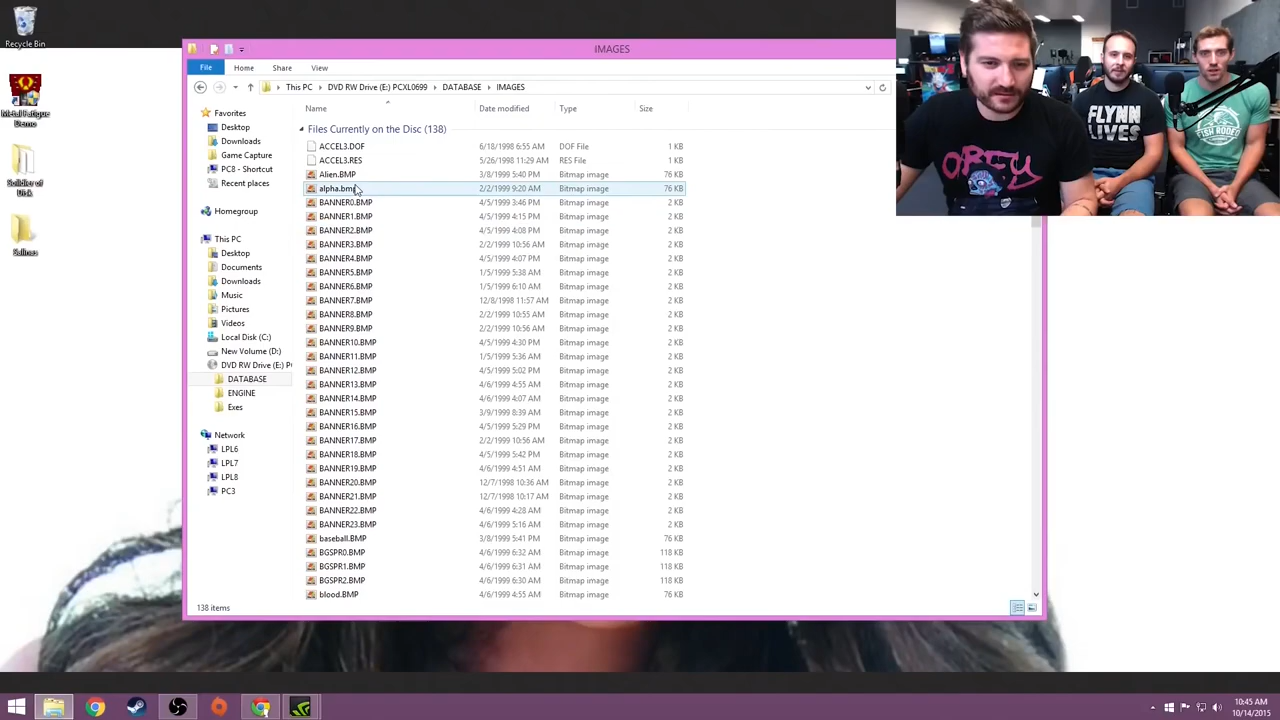 Recycle Bin
Metal Fatigue
Demo
Soildier of
Disk
Salinus
IMAGES
File Home Share View
This PC DVD RW Drive (E:) PCXL0699 DATABASE IMAGES
Favorites
Desktop
Downloads
Game Capture
PC8 - Shortcut
Recent places
Homegroup
This PC
Desktop
Documents
Downloads
Music
Pictures
Videos
Local Disk (C:)
New Volume (D:)
DVD RW Drive (E:) P
DATABASE
ENGINE
Exes
Network
LPL6
LPL7
LPL8
PC3
Name Date modified Type Size
Files Currently on the Disc (138)
ACCEL3.DOF 6/18/1998 6:55 AM DOF File 1 KB
ACCEL3.RES 5/26/1998 11:29 AM RES File 1 KB
Alien.BMP 3/8/1999 5:40 PM Bitmap image 76 KB
alpha.bmp 2/2/1999 9:20 AM Bitmap image 76 KB
BANNER0.BMP 4/5/1999 3:46 PM Bitmap image 2 KB
BANNER1.BMP 4/5/1999 4:15 PM Bitmap image 2 KB
BANNER2.BMP 4/5/1999 4:08 PM Bitmap image 2 KB
BANNER3.BMP 2/2/1999 10:56 AM Bitmap image 2 KB
BANNER4.BMP 4/5/1999 4:07 PM Bitmap image 2 KB
BANNER5.BMP 1/5/1999 5:38 AM Bitmap image 2 KB
BANNER6.BMP 1/5/1999 6:10 AM Bitmap image 2 KB
BANNER7.BMP 12/8/1998 11:57 AM Bitmap image 2 KB
BANNER8.BMP 2/2/1999 10:55 AM Bitmap image 2 KB
BANNER9.BMP 2/2/1999 10:56 AM Bitmap image 2 KB
BANNER10.BMP 4/5/1999 4:30 PM Bitmap image 2 KB
BANNER11.BMP 1/5/1999 5:36 AM Bitmap image 2 KB
BANNER12.BMP 4/5/1999 5:02 PM Bitmap image 2 KB
BANNER13.BMP 4/6/1999 4:55 AM Bitmap image 2 KB
BANNER14.BMP 4/6/1999 4:07 AM Bitmap image 2 KB
BANNER15.BMP 3/9/1999 8:39 AM Bitmap image 2 KB
BANNER16.BMP 4/5/1999 5:29 PM Bitmap image 2 KB
BANNER17.BMP 2/2/1999 10:56 AM Bitmap image 2 KB
BANNER18.BMP 4/5/1999 5:42 PM Bitmap image 2 KB
BANNER19.BMP 4/6/1999 4:51 AM Bitmap image 2 KB
BANNER20.BMP 12/7/1998 10:36 AM Bitmap image 2 KB
BANNER21.BMP 12/7/1998 10:17 AM Bitmap image 2 KB
BANNER22.BMP 4/6/1999 4:28 AM Bitmap image 2 KB
BANNER23.BMP 4/6/1999 5:16 AM Bitmap image 2 KB
baseball.BMP 3/8/1999 5:41 PM Bitmap image 76 KB
BGSPR0.BMP 4/6/1999 6:32 AM Bitmap image 118 KB
BGSPR1.BMP 4/6/1999 6:31 AM Bitmap image 118 KB
BGSPR2.BMP 4/6/1999 6:30 AM Bitmap image 118 KB
blood.BMP 4/6/1999 4:55 AM Bitmap image 76 KB
138 items
OBEY
FLYNN
LIVES
FISH RODEO
10:45 AM
10/14/2015